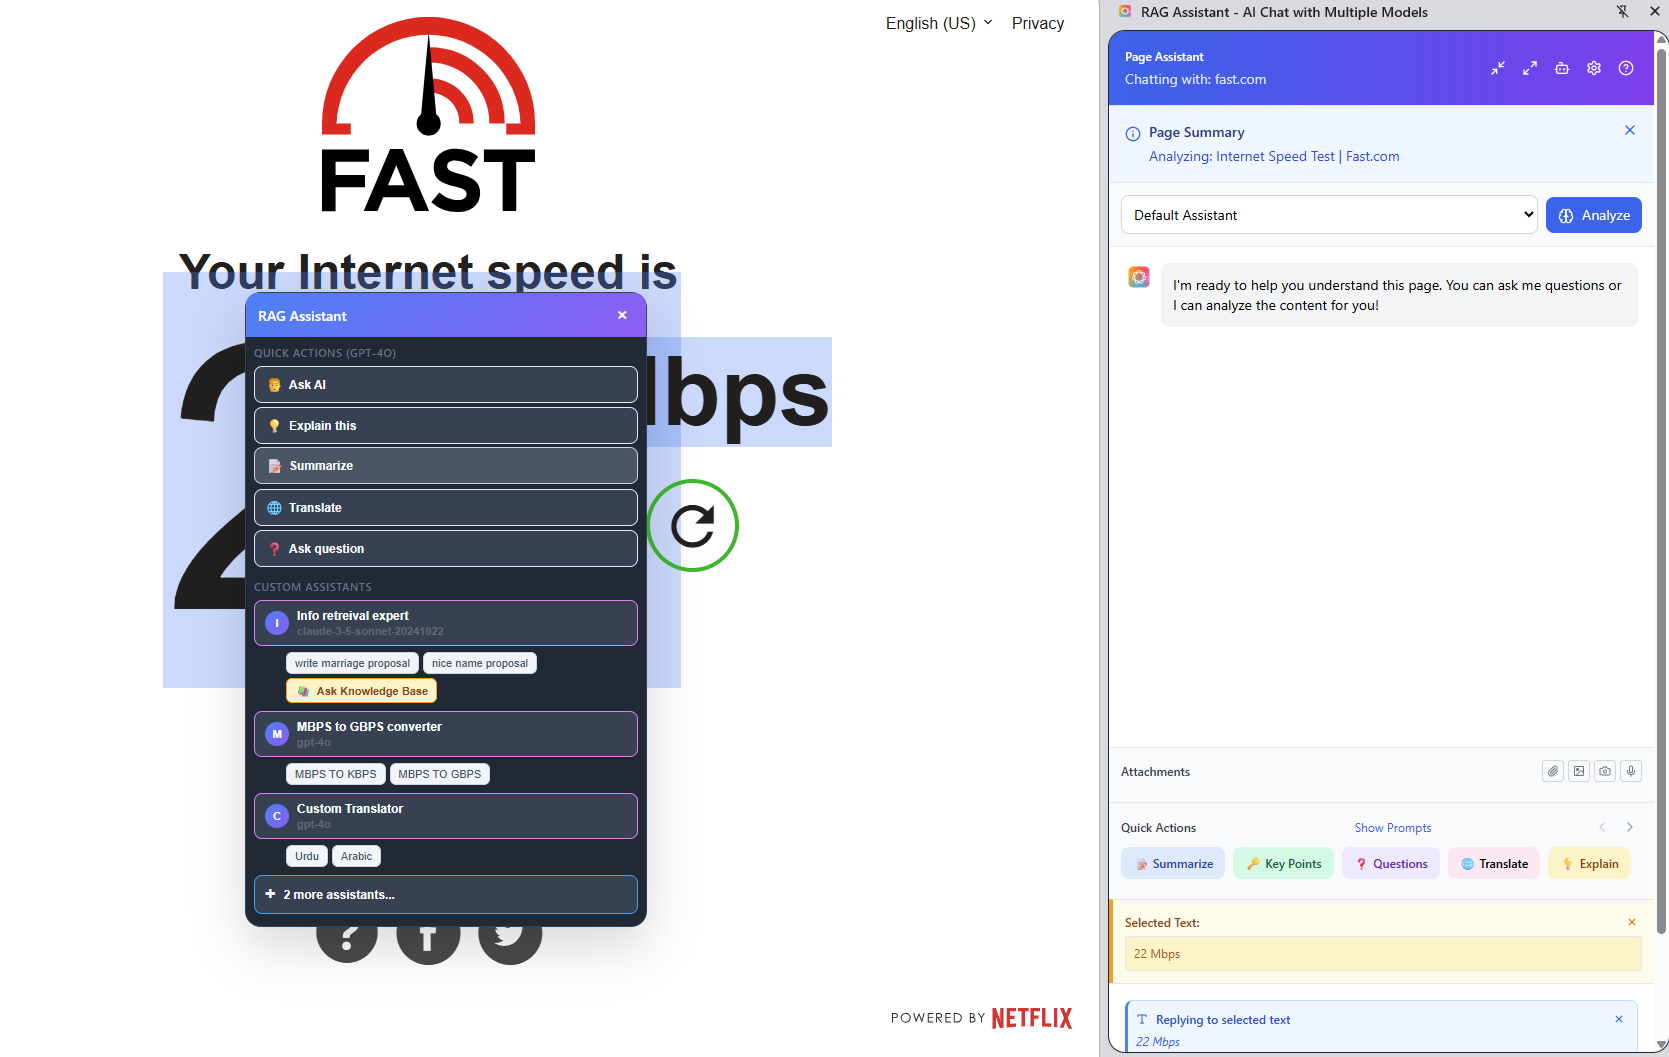 English (US)
Privacy
FAST
Your Internet speed is
2
lbps
POWERED BY NETFLIX
RAG Assistant
QUICK ACTIONS (GPT-4O)
Ask AI
Explain this
Summarize
Translate
Ask question
CUSTOM ASSISTANTS
I
Info retreival expert
claude-3-5-sonnet-20241022
write marriage proposal
nice name proposal
Ask Knowledge Base
M
MBPS to GBPS converter
gpt-4o
MBPS TO KBPS
MBPS TO GBPS
C
Custom Translator
gpt-4o
Urdu
Arabic
2 more assistants...
RAG Assistant - AI Chat with Multiple Models
Page Assistant
Chatting with: fast.com
Page Summary
Analyzing: Internet Speed Test | Fast.com
Default Assistant
Analyze
I'm ready to help you understand this page. You can ask me questions or
I can analyze the content for you!
Attachments
Quick Actions
Show Prompts
Summarize
Key Points
Questions
Translate
Explain
Selected Text:
22 Mbps
Replying to selected text
22 Mbps